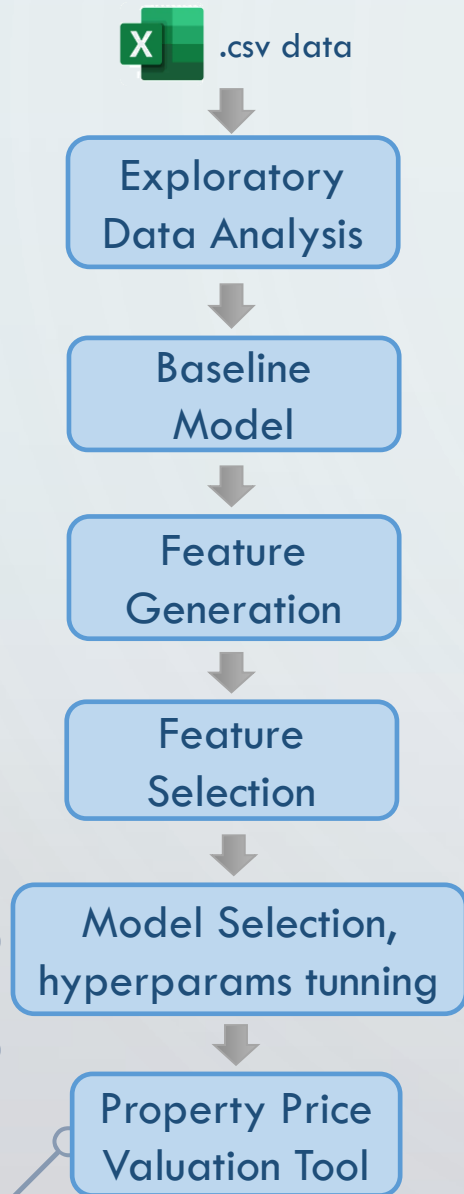 X
.csv data
Exploratory
Data Analysis
Baseline
Model
Feature
Generation
Feature
Selection
Model Selection,
hyperparams tunning
Property Price
Valuation Tool